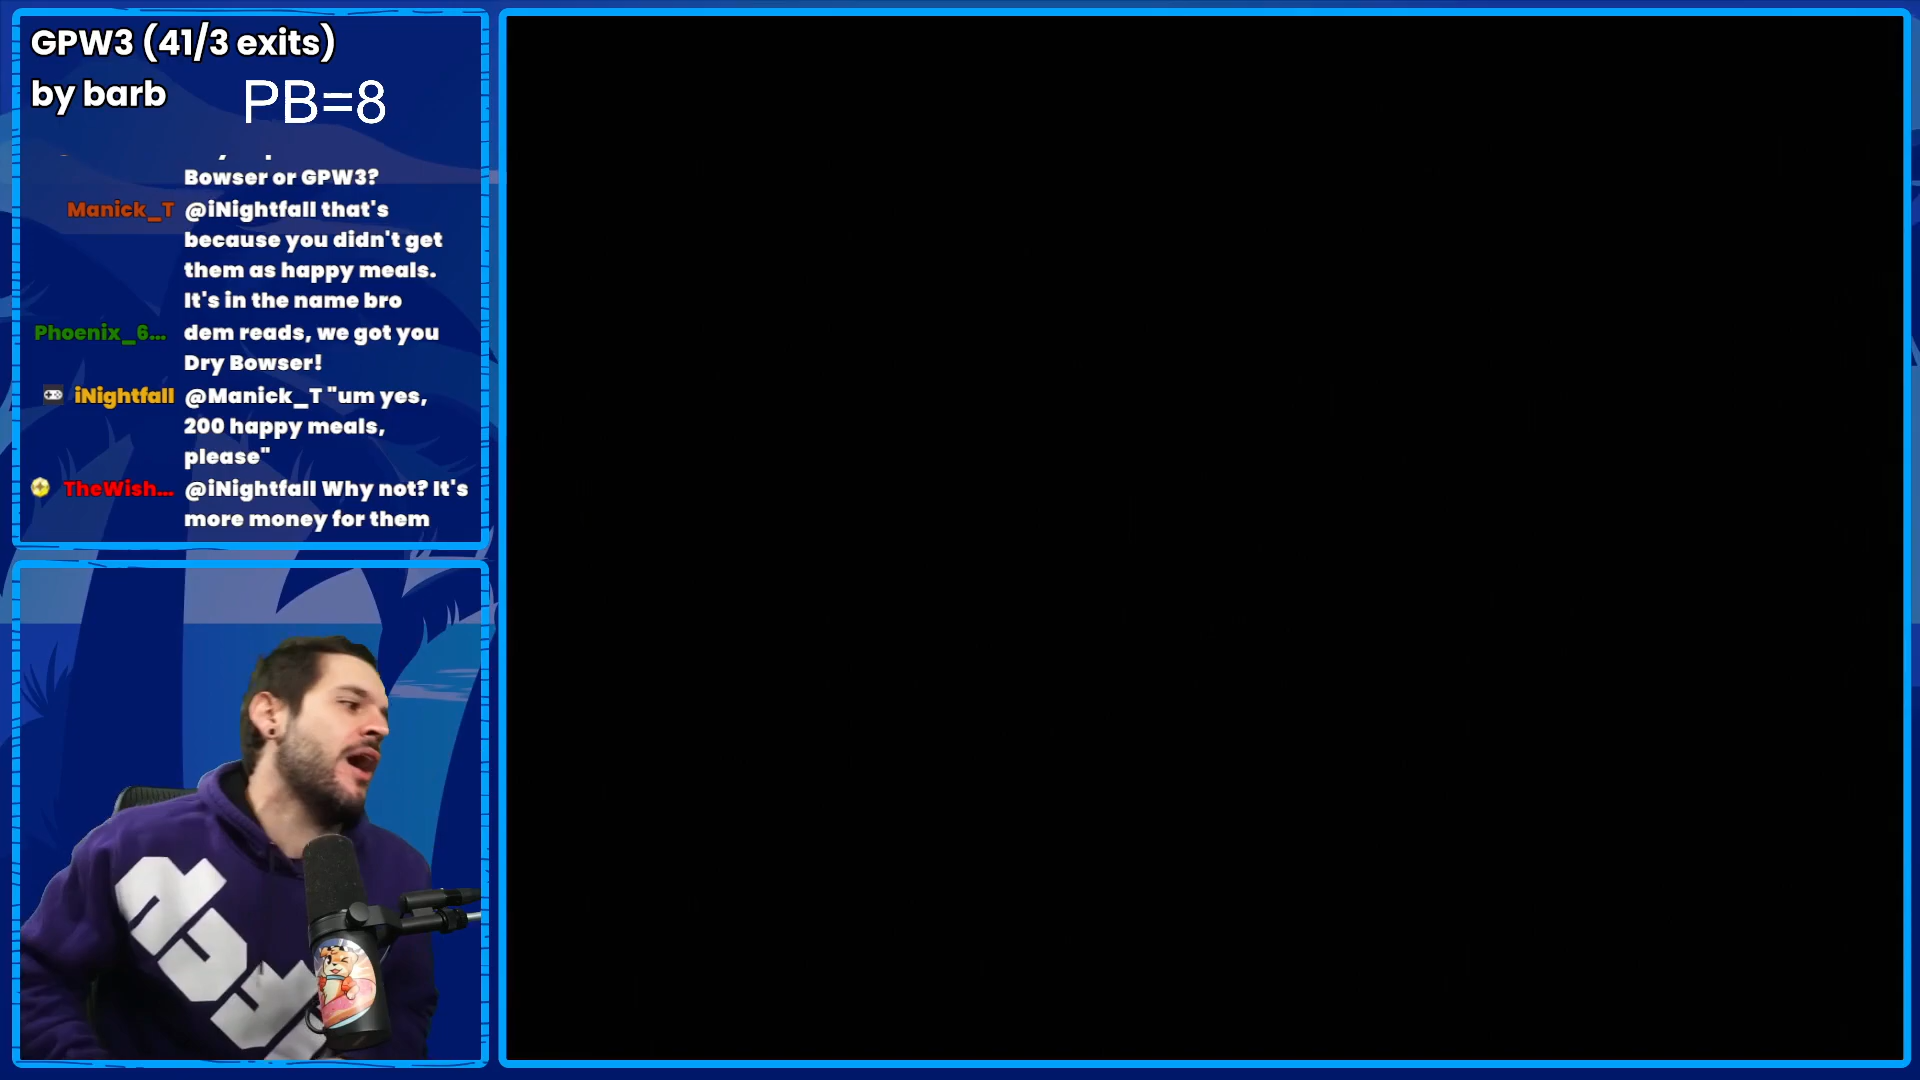 GPW3 (41/3 exits)
by barb
PB=8
Bowser or GPW3?
Manick_T @iNightfall that's
because you didn't get
them as happy meals.
It's in the name bro
Phoenix_6... dem reads, we got you
Dry Bowser!
iNightfall @Manick_T "um yes,
200 happy meals,
please"
TheWish... @iNightfall Why not? It's
more money for them